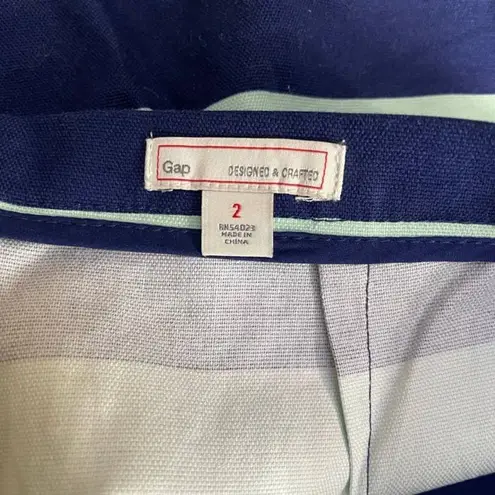 Gap DESIGNED & CRAFTED
2
RN54023
MADE IN
CHINA